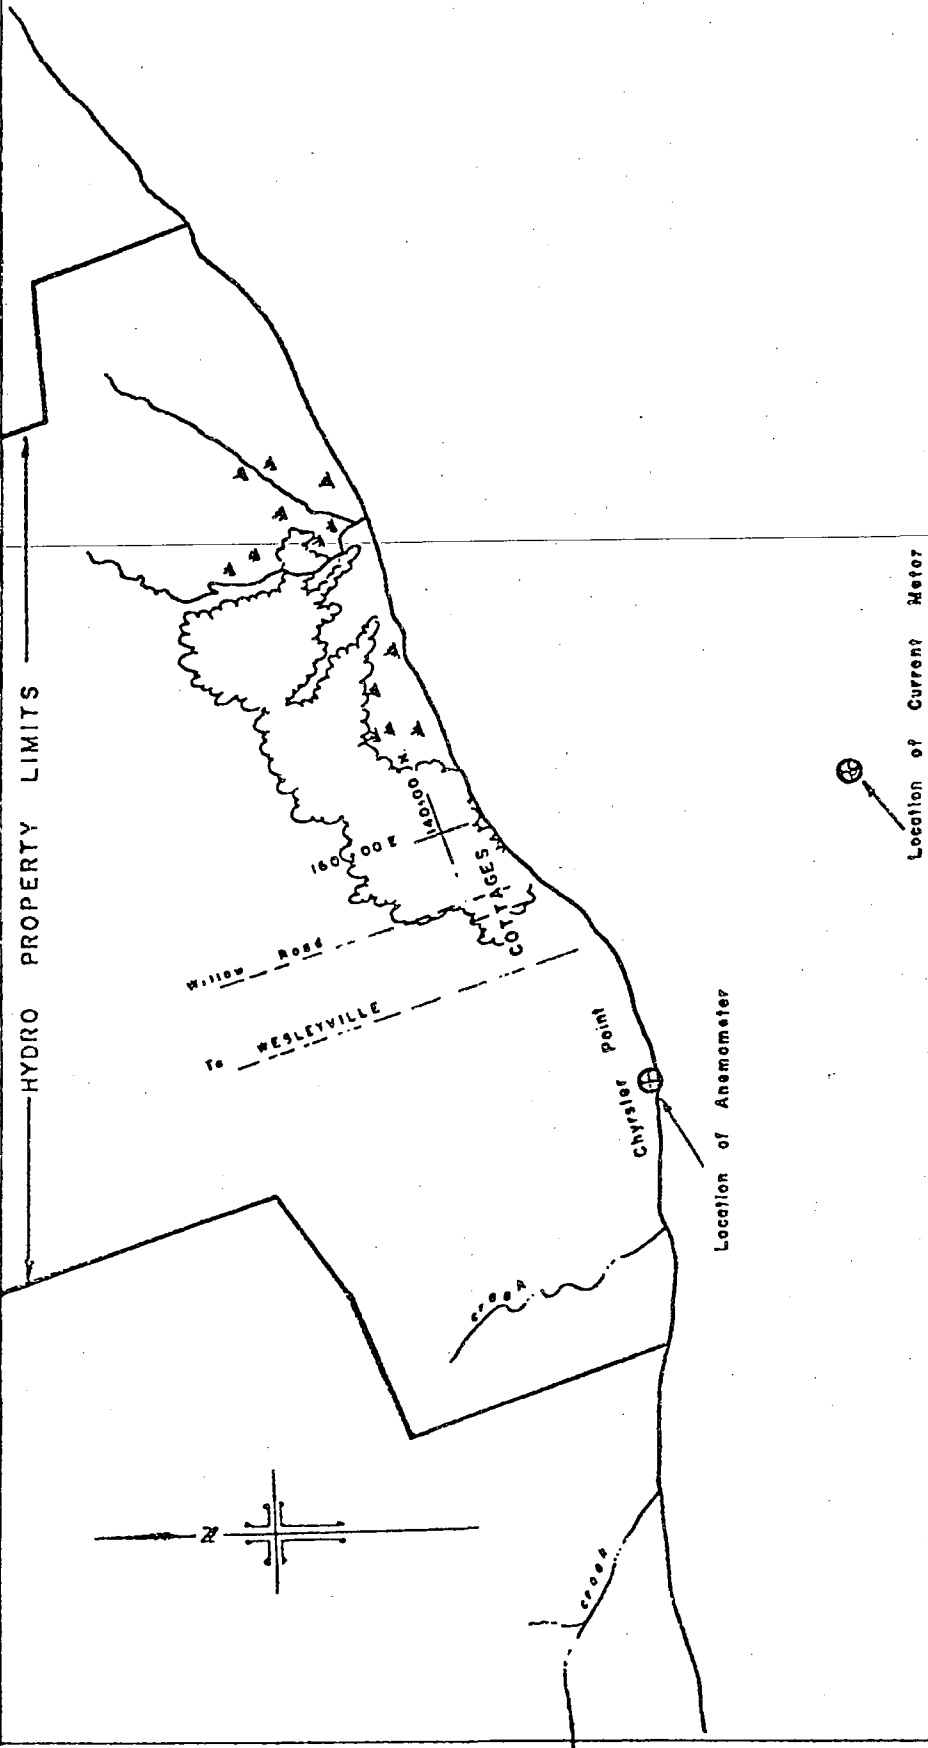 HYDRO PROPERTY LIMITS
Willow Road
To WESLEYVILLE
160+00 E
140+00 N
COTTAGES
Chyrsler Point
Location of Anemometer
Location of Current Meter
creek
creek
N